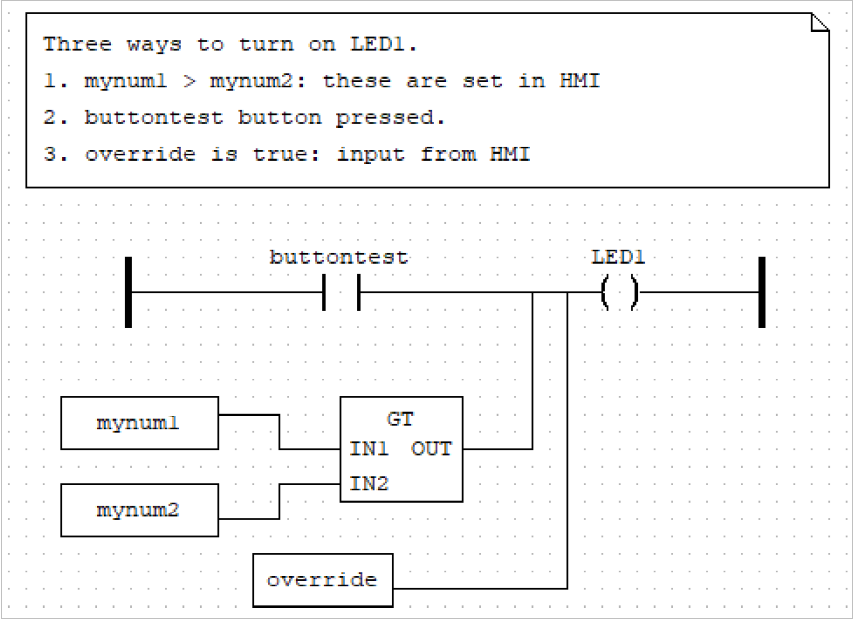 Three ways to turn on LED1.
1. mynum1 > mynum2: these are set in HMI
2. buttontest button pressed.
3. override is true: input from HMI
buttontest
LED1
mynum1
GT
IN1 OUT
IN2
mynum2
override